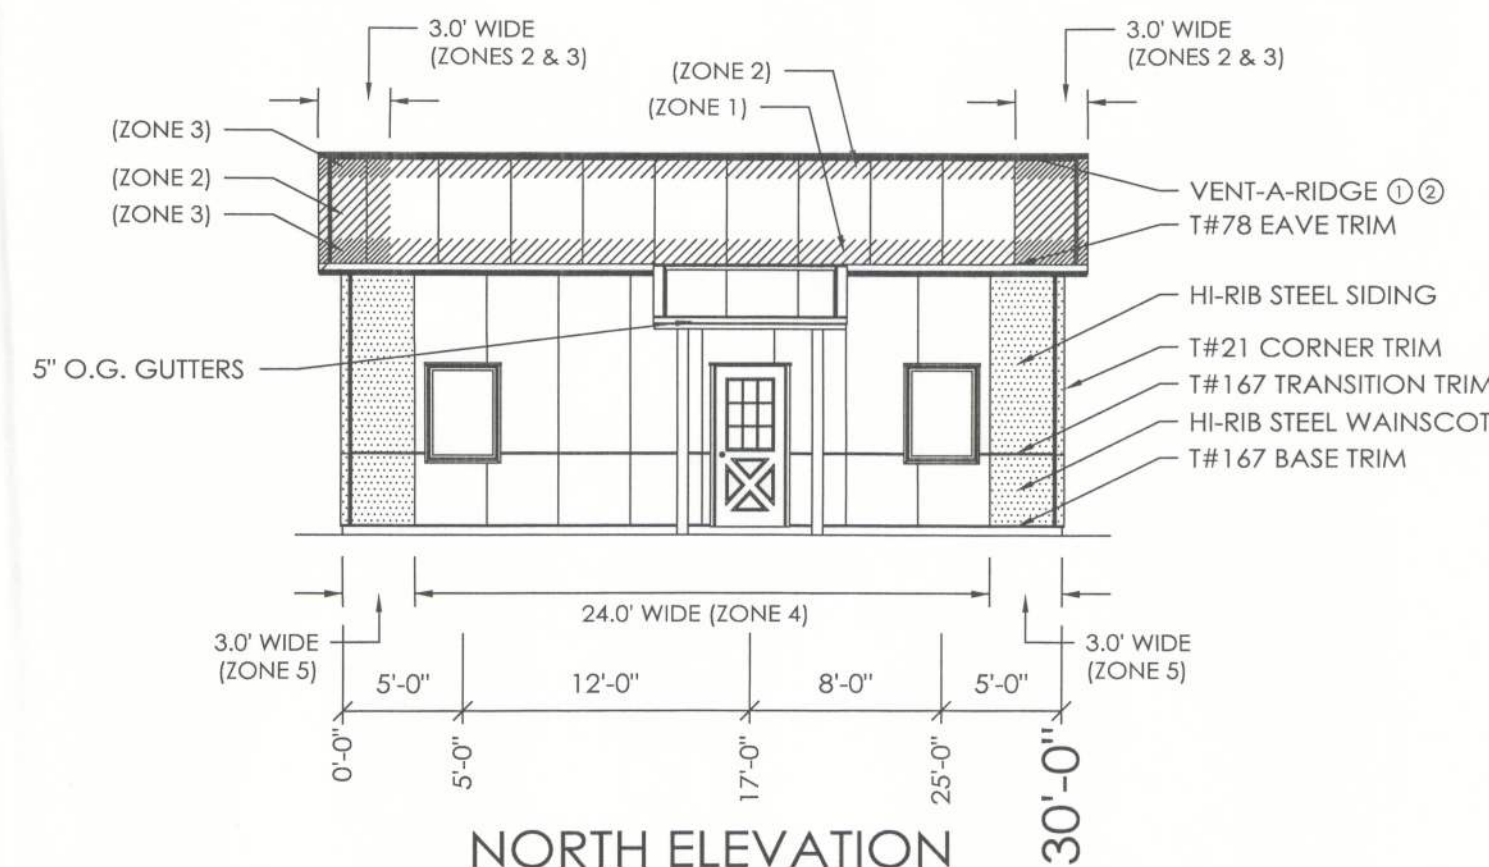 3.0' WIDE
(ZONES 2 & 3)
3.0' WIDE
(ZONES 2 & 3)
(ZONE 2)
(ZONE 1)
(ZONE 3)
(ZONE 2)
(ZONE 3)
VENT-A-RIDGE ① ②
T#78 EAVE TRIM
HI-RIB STEEL SIDING
T#21 CORNER TRIM
T#167 TRANSITION TRIM
HI-RIB STEEL WAINSCOT
T#167 BASE TRIM
5" O.G. GUTTERS
24.0' WIDE (ZONE 4)
3.0' WIDE
(ZONE 5)
3.0' WIDE
(ZONE 5)
5'-0"
12'-0"
8'-0"
5'-0"
0'-0"
5'-0"
17'-0"
25'-0"
30'-0"
NORTH ELEVATION